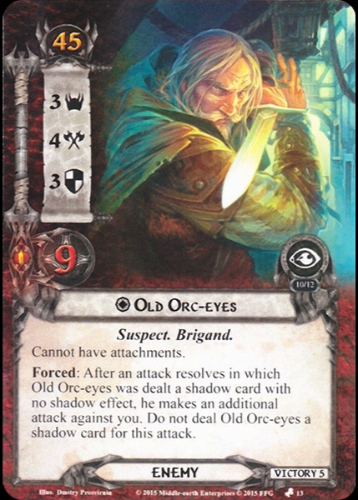 45
3
4
3
9
10/12
OLD ORC-EYES
Suspect. Brigand.
Cannot have attachments.
Forced: After an attack resolves in which
Old Orc-eyes was dealt a shadow card with
no shadow effect, he makes an additional
attack against you. Do not deal Old Orc-eyes a
shadow card for this attack.
ENEMY
VICTORY 5
Illus. Dmitry Prosvirnin
© 2015 Middle-earth Enterprises © 2015 FFG
13